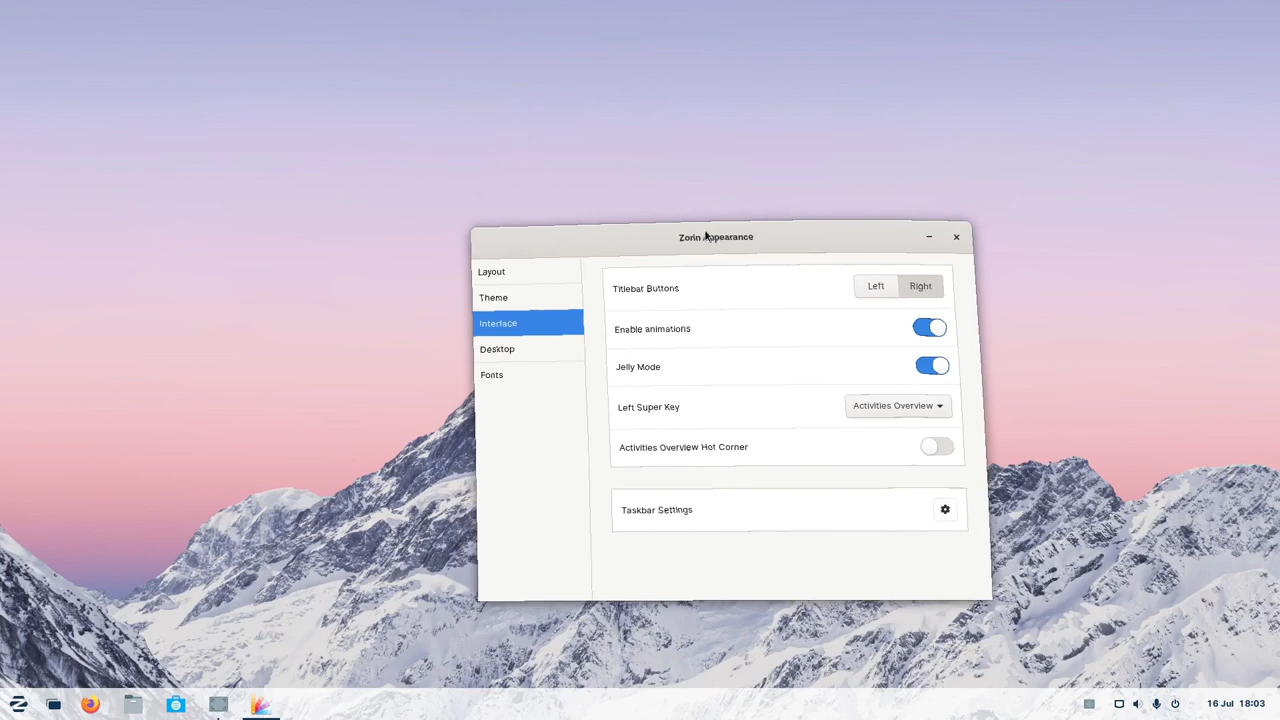 Zorin Appearance
Layout
Theme
Interface
Desktop
Fonts
Titlebar Buttons
Left Right
Enable animations
Jelly Mode
Left Super Key
Activities Overview
Activities Overview Hot Corner
Taskbar Settings
16 Jul 18:03